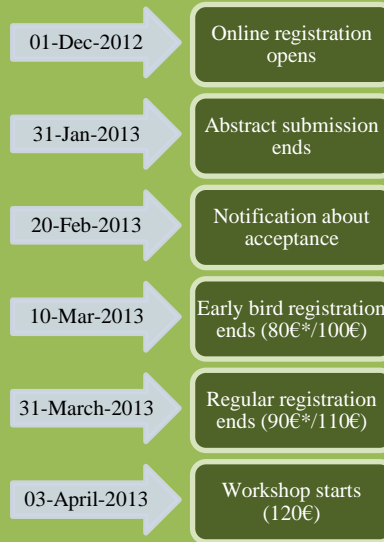 01-Dec-2012
Online registration
opens
31-Jan-2013
Abstract submission
ends
20-Feb-2013
Notification about
acceptance
10-Mar-2013
Early bird registration
ends (80€*/100€)
31-March-2013
Regular registration
ends (90€*/110€)
03-April-2013
Workshop starts
(120€)